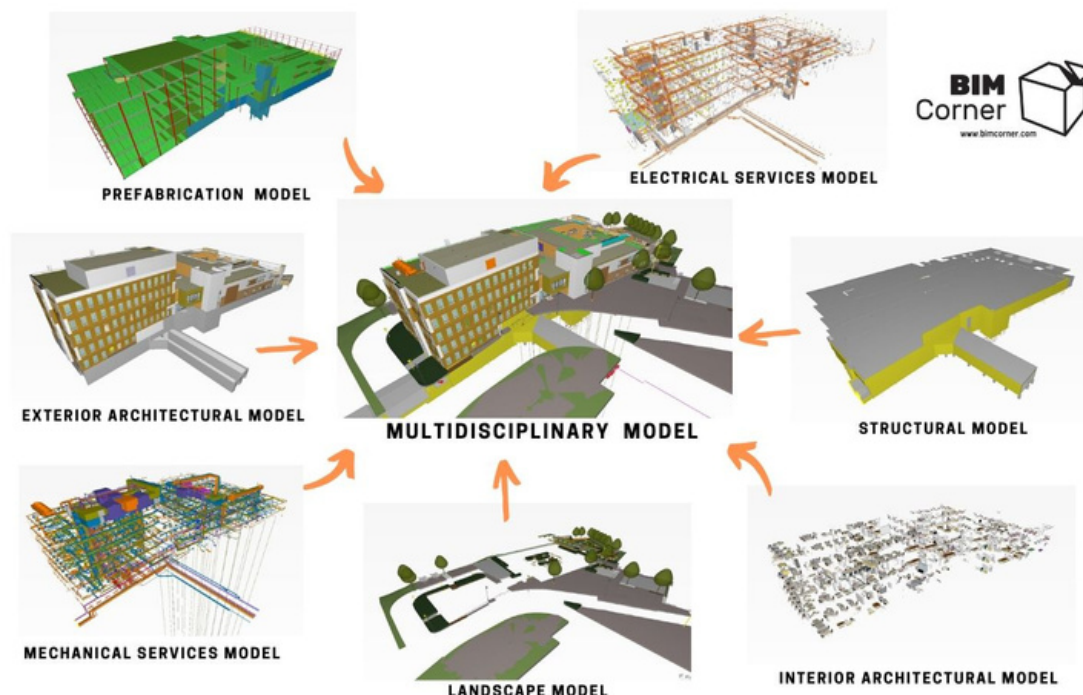 BIM
Corner
www.bimcorner.com
PREFABRICATION MODEL
ELECTRICAL SERVICES MODEL
EXTERIOR ARCHITECTURAL MODEL
MULTIDISCIPLINARY MODEL
STRUCTURAL MODEL
MECHANICAL SERVICES MODEL
LANDSCAPE MODEL
INTERIOR ARCHITECTURAL MODEL